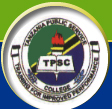 TANZANIA PUBLIC SERVICE COLLEGE
TPSC
TRAINING FOR IMPROVED PERFORMANCE